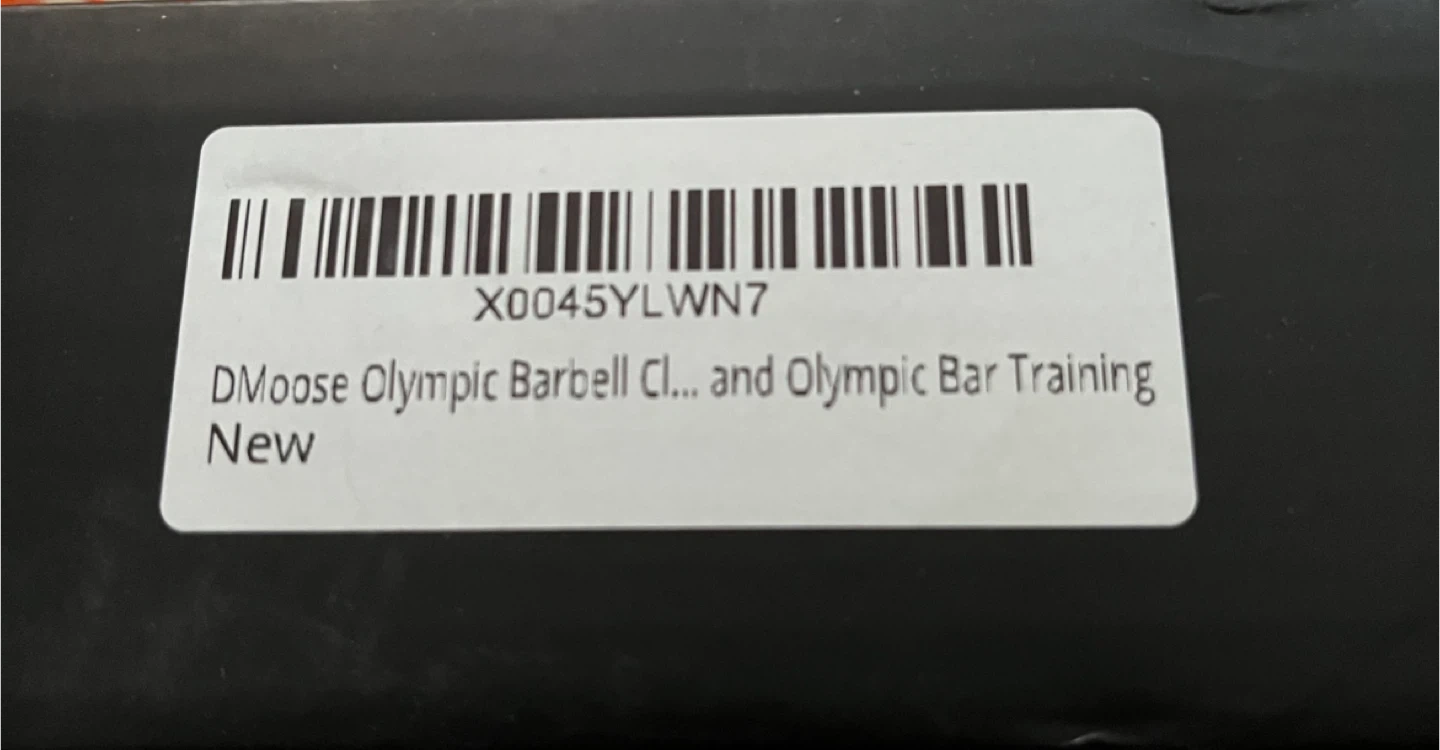 X0045YLWN7
DMoose Olympic Barbell Cl... and Olympic Bar Training
New